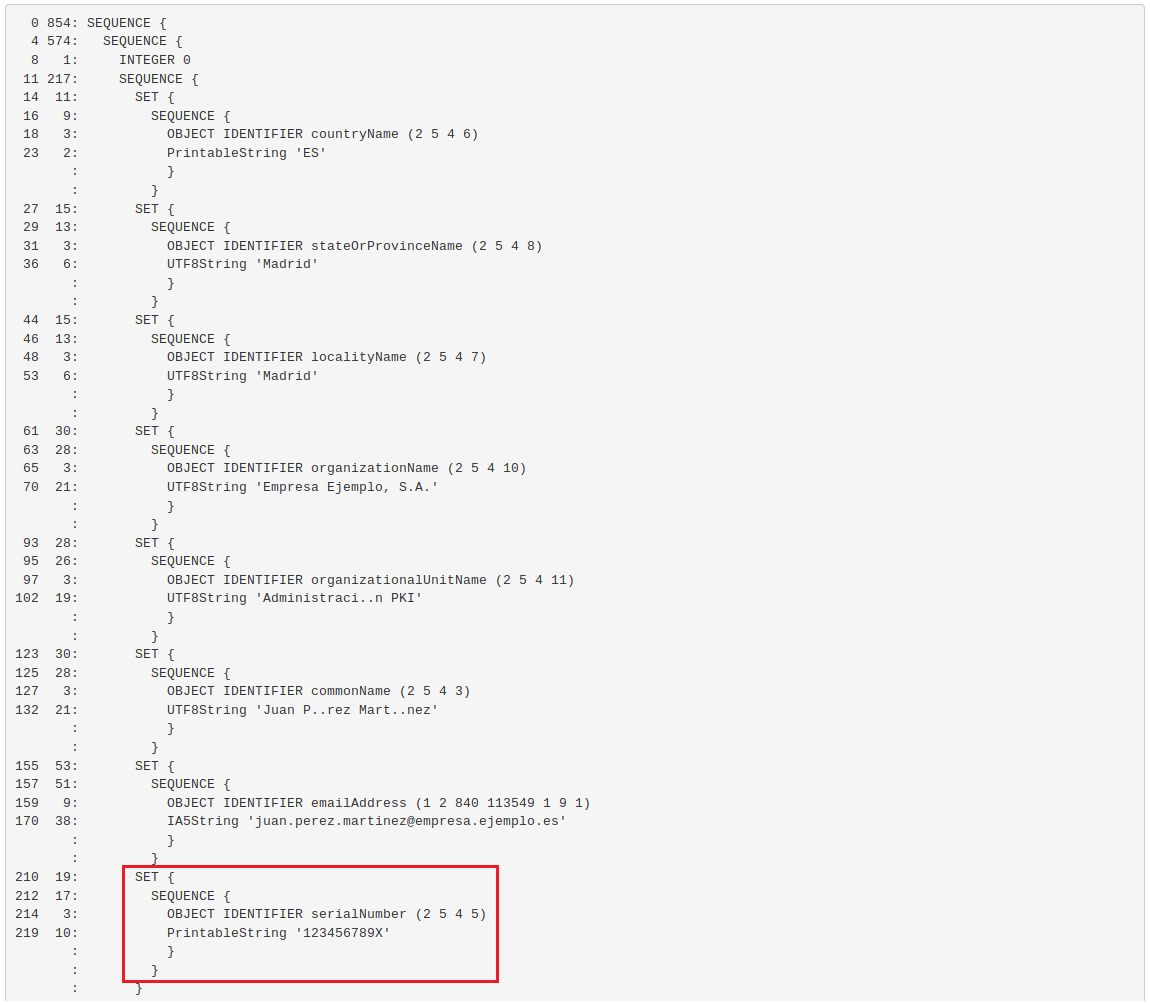 0 854: SEQUENCE {
  4 574:   SEQUENCE {
  8   1:     INTEGER 0
 11 217:     SEQUENCE {
 14  11:       SET {
 16   9:         SEQUENCE {
 18   3:           OBJECT IDENTIFIER countryName (2 5 4 6)
 23   2:           PrintableString 'ES'
       :           }
       :         }
 27  15:       SET {
 29  13:         SEQUENCE {
 31   3:           OBJECT IDENTIFIER stateOrProvinceName (2 5 4 8)
 36   6:           UTF8String 'Madrid'
       :           }
       :         }
 44  15:       SET {
 46  13:         SEQUENCE {
 48   3:           OBJECT IDENTIFIER localityName (2 5 4 7)
 53   6:           UTF8String 'Madrid'
       :           }
       :         }
 61  30:       SET {
 63  28:         SEQUENCE {
 65   3:           OBJECT IDENTIFIER organizationName (2 5 4 10)
 70  21:           UTF8String 'Empresa Ejemplo, S.A.'
       :           }
       :         }
 93  28:       SET {
 95  26:         SEQUENCE {
 97   3:           OBJECT IDENTIFIER organizationalUnitName (2 5 4 11)
102  19:           UTF8String 'Administraci..n PKI'
       :           }
       :         }
123  30:       SET {
125  28:         SEQUENCE {
127   3:           OBJECT IDENTIFIER commonName (2 5 4 3)
132  21:           UTF8String 'Juan P..rez Mart..nez'
       :           }
       :         }
155  53:       SET {
157  51:         SEQUENCE {
159   9:           OBJECT IDENTIFIER emailAddress (1 2 840 113549 1 9 1)
170  38:           IA5String 'juan.perez.martinez@empresa.ejemplo.es'
       :           }
       :         }
210  19:       SET {
212  17:         SEQUENCE {
214   3:           OBJECT IDENTIFIER serialNumber (2 5 4 5)
219  10:           PrintableString '123456789X'
       :           }
       :         }
       :       }